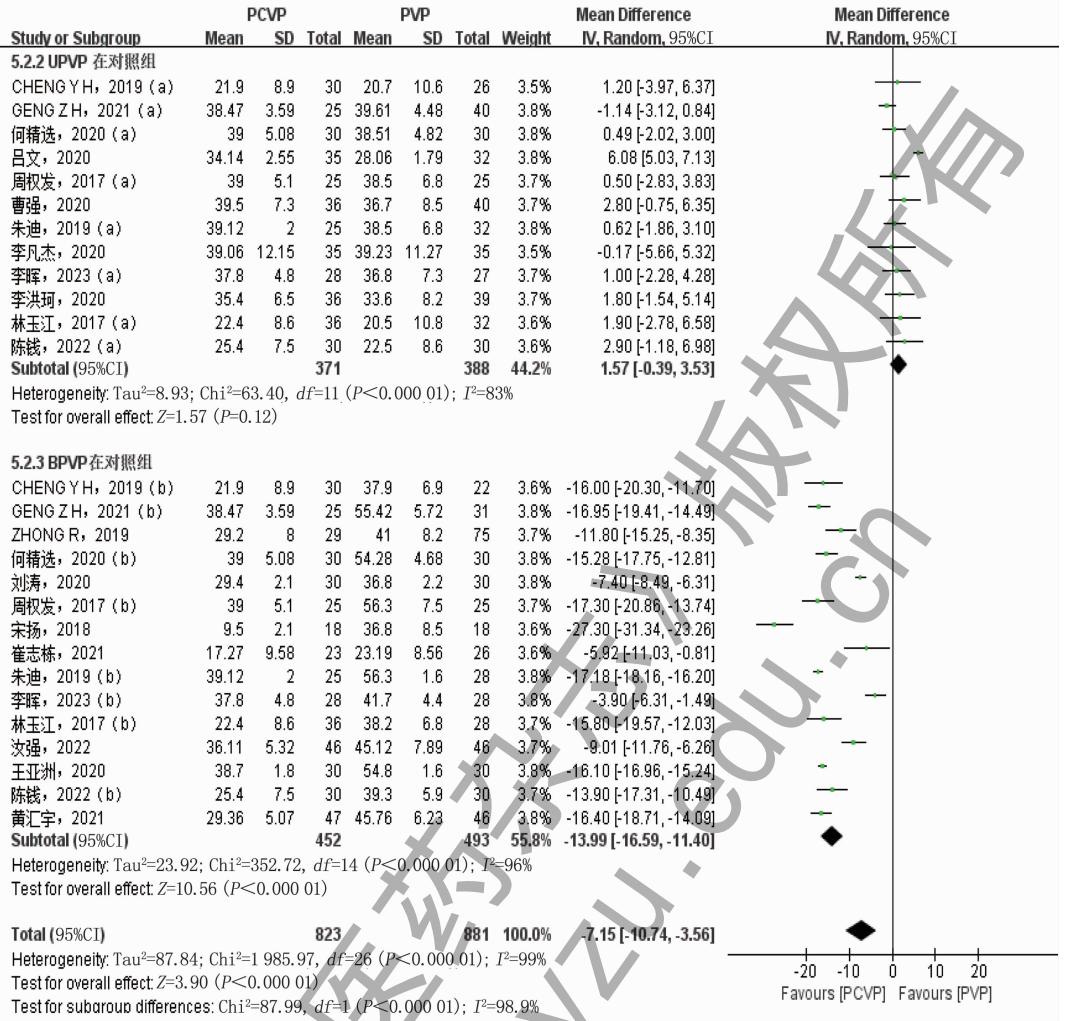 PCVP PVP Mean Difference Mean Difference
Study or Subgroup Mean SD Total Mean SD Total Weight IV, Random, 95%CI IV, Random, 95%CI
5.2.2 UPVP 在对照组
CHENG Y H，2019 (a) 21.9 8.9 30 20.7 10.6 26 3.5% 1.20 [-3.97, 6.37]
GENG Z H，2021 (a) 38.47 3.59 25 39.61 4.48 40 3.8% -1.14 [-3.12, 0.84]
何精选，2020 (a) 39 5.08 30 38.51 4.82 30 3.8% 0.49 [-2.02, 3.00]
吕文，2020 34.14 2.55 35 28.06 1.79 32 3.8% 6.08 [5.03, 7.13]
周权发，2017 (a) 39 5.1 25 38.5 6.8 25 3.7% 0.50 [-2.83, 3.83]
曹强，2020 39.5 7.3 36 36.7 8.5 40 3.7% 2.80 [-0.75, 6.35]
朱迪，2019 (a) 39.12 2 25 38.5 6.8 32 3.8% 0.62 [-1.86, 3.10]
李凡杰，2020 39.06 12.15 35 39.23 11.27 35 3.5% -0.17 [-5.66, 5.32]
李晖，2023 (a) 37.8 4.8 28 36.8 7.3 27 3.7% 1.00 [-2.28, 4.28]
李洪珂，2020 35.4 6.5 36 33.6 8.2 39 3.7% 1.80 [-1.54, 5.14]
林玉江，2017 (a) 22.4 8.6 36 20.5 10.8 32 3.6% 1.90 [-2.78, 6.58]
陈钱，2022 (a) 25.4 7.5 30 22.5 8.6 30 3.6% 2.90 [-1.18, 6.98]
Subtotal (95%CI) 371 388 44.2% 1.57 [-0.39, 3.53]
Heterogeneity: Tau²=8.93; Chi²=63.40, df=11 (P<0.000 01); I²=83%
Test for overall effect: Z=1.57 (P=0.12)
5.2.3 BPVP在对照组
CHENG Y H，2019 (b) 21.9 8.9 30 37.9 6.9 22 3.6% -16.00 [-20.30, -11.70]
GENG Z H，2021 (b) 38.47 3.59 25 55.42 5.72 31 3.8% -16.95 [-19.41, -14.49]
ZHONG R，2019 29.2 8 29 41 8.2 75 3.7% -11.80 [-15.25, -8.35]
何精选，2020 (b) 39 5.08 30 54.28 4.68 30 3.8% -15.28 [-17.75, -12.81]
刘涛，2020 29.4 2.1 30 36.8 2.2 30 3.8% -7.40 [-8.49, -6.31]
周权发，2017 (b) 39 5.1 25 56.3 7.5 25 3.7% -17.30 [-20.86, -13.74]
宋扬，2018 9.5 2.1 18 36.8 8.5 18 3.6% -27.30 [-31.34, -23.26]
崔志栋，2021 17.27 9.58 23 23.19 8.56 26 3.6% -5.92 [-11.03, -0.81]
朱迪，2019 (b) 39.12 2 25 56.3 1.6 28 3.8% -17.18 [-18.16, -16.20]
李晖，2023 (b) 37.8 4.8 28 41.7 4.4 28 3.8% -3.90 [-6.31, -1.49]
林玉江，2017 (b) 22.4 8.6 36 38.2 6.8 28 3.7% -15.80 [-19.57, -12.03]
汝强，2022 36.11 5.32 46 45.12 7.89 46 3.7% -9.01 [-11.76, -6.26]
王亚洲，2020 38.7 1.8 30 54.8 1.6 30 3.8% -16.10 [-16.96, -15.24]
陈钱，2022 (b) 25.4 7.5 30 39.3 5.9 30 3.7% -13.90 [-17.31, -10.49]
黄汇宇，2021 29.36 5.07 47 45.76 6.23 46 3.8% -16.40 [-18.71, -14.09]
Subtotal (95%CI) 452 493 55.8% -13.99 [-16.59, -11.40]
Heterogeneity: Tau²=23.92; Chi²=352.72, df=14 (P<0.000 01); I²=96%
Test for overall effect: Z=10.56 (P<0.000 01)
Total (95%CI) 823 881 100.0% -7.15 [-10.74, -3.56]
Heterogeneity: Tau²=87.84; Chi²=1 985.97, df=26 (P<0.000 01); I²=99%
Test for overall effect: Z=3.90 (P<0.000 01)
Test for subgroup differences: Chi²=87.99, df=1 (P<0.000 01); I²=98.9%
-20 -10 0 10 20
Favours [PCVP] Favours [PVP]
医药杂志》版权所有
yzu.edu.cn